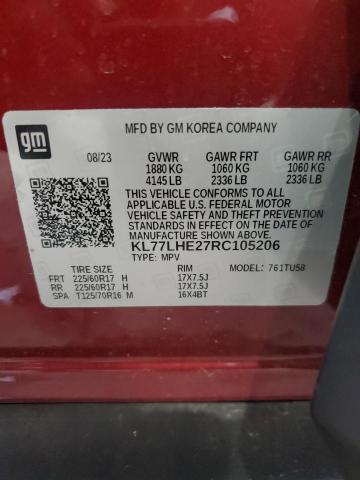 gm
MFD BY GM KOREA COMPANY
08/23 GVWR GAWR FRT GAWR RR
1880 KG 1060 KG 1060 KG
4145 LB 2336 LB 2336 LB
THIS VEHICLE CONFORMS TO ALL
APPLICABLE U.S. FEDERAL MOTOR
VEHICLE SAFETY AND THEFT PREVENTION
STANDARDS IN EFFECT ON THE DATE OF
MANUFACTURE SHOWN ABOVE.
KL77LHE27RC105206
TYPE: MPV MODEL: 761TU58
TIRE SIZE RIM
FRT 225/60R17 H 17X7.5J
RR 225/60R17 H 17X7.5J
SPA T125/70R16 M 16X4BT